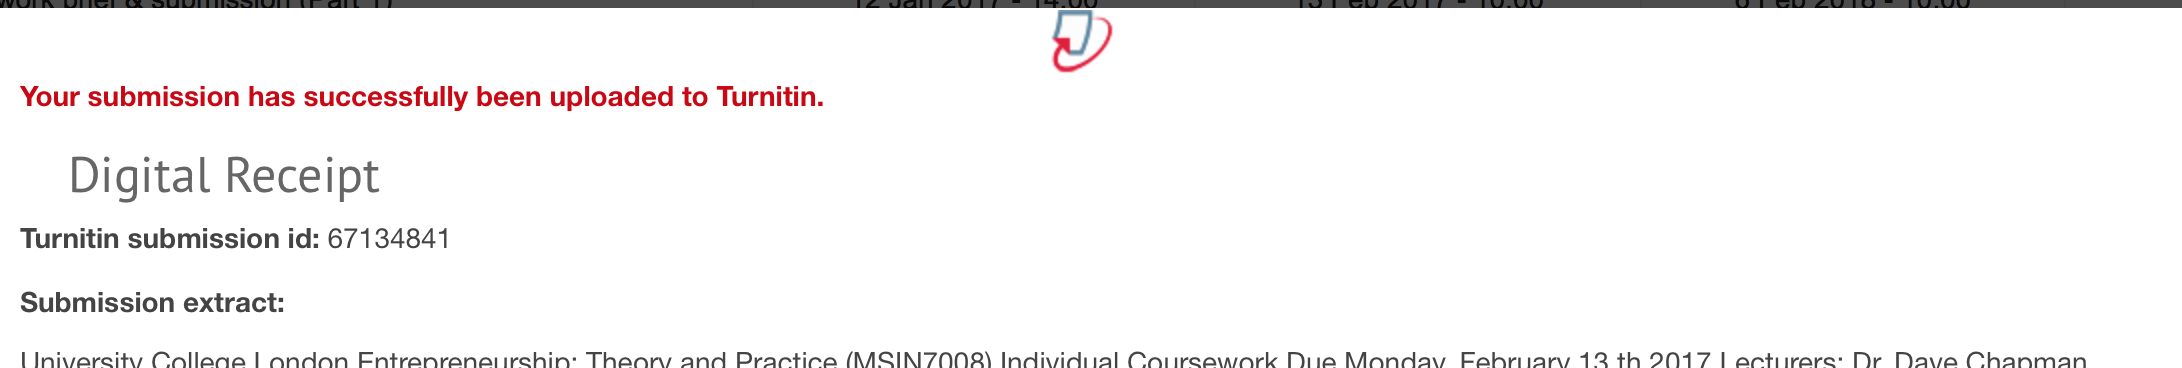 work brief & submission (Part 1) 12 Jan 2017 - 14:00 13 Feb 2017 - 10:00 6 Feb 2018 - 10:00
Your submission has successfully been uploaded to Turnitin.
Digital Receipt
Turnitin submission id: 67134841
Submission extract:
University College London Entrepreneurship: Theory and Practice (MSIN7008) Individual Coursework Due Monday, February 13 th 2017 Lecturers: Dr. Dave Chapman